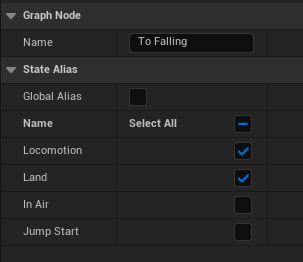 Graph Node
Name To Falling
State Alias
Global Alias
Name Select All
Locomotion
Land
In Air
Jump Start